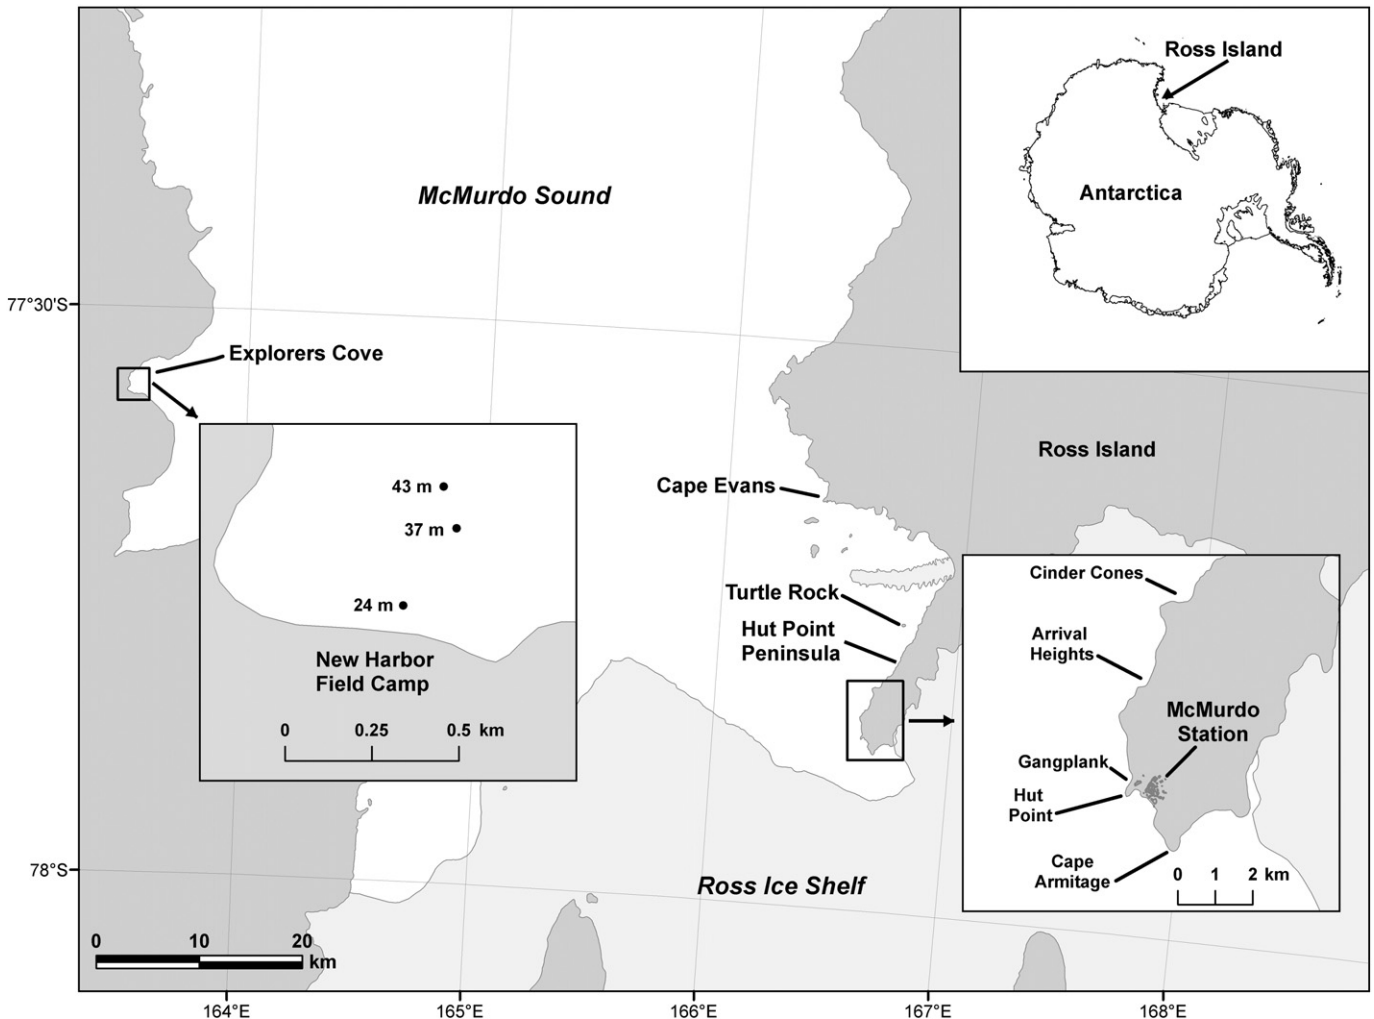 Ross Island
Antarctica
McMurdo Sound
77°30'S
Explorers Cove
43 m
37 m
24 m
New Harbor
Field Camp
0 0.25 0.5 km
Ross Island
Cape Evans
Turtle Rock
Hut Point
Peninsula
Cinder Cones
Arrival
Heights
McMurdo
Station
Gangplank
Hut
Point
Cape
Armitage
0 1 2 km
78°S
Ross Ice Shelf
0 10 20
km
164°E 165°E 166°E 167°E 168°E